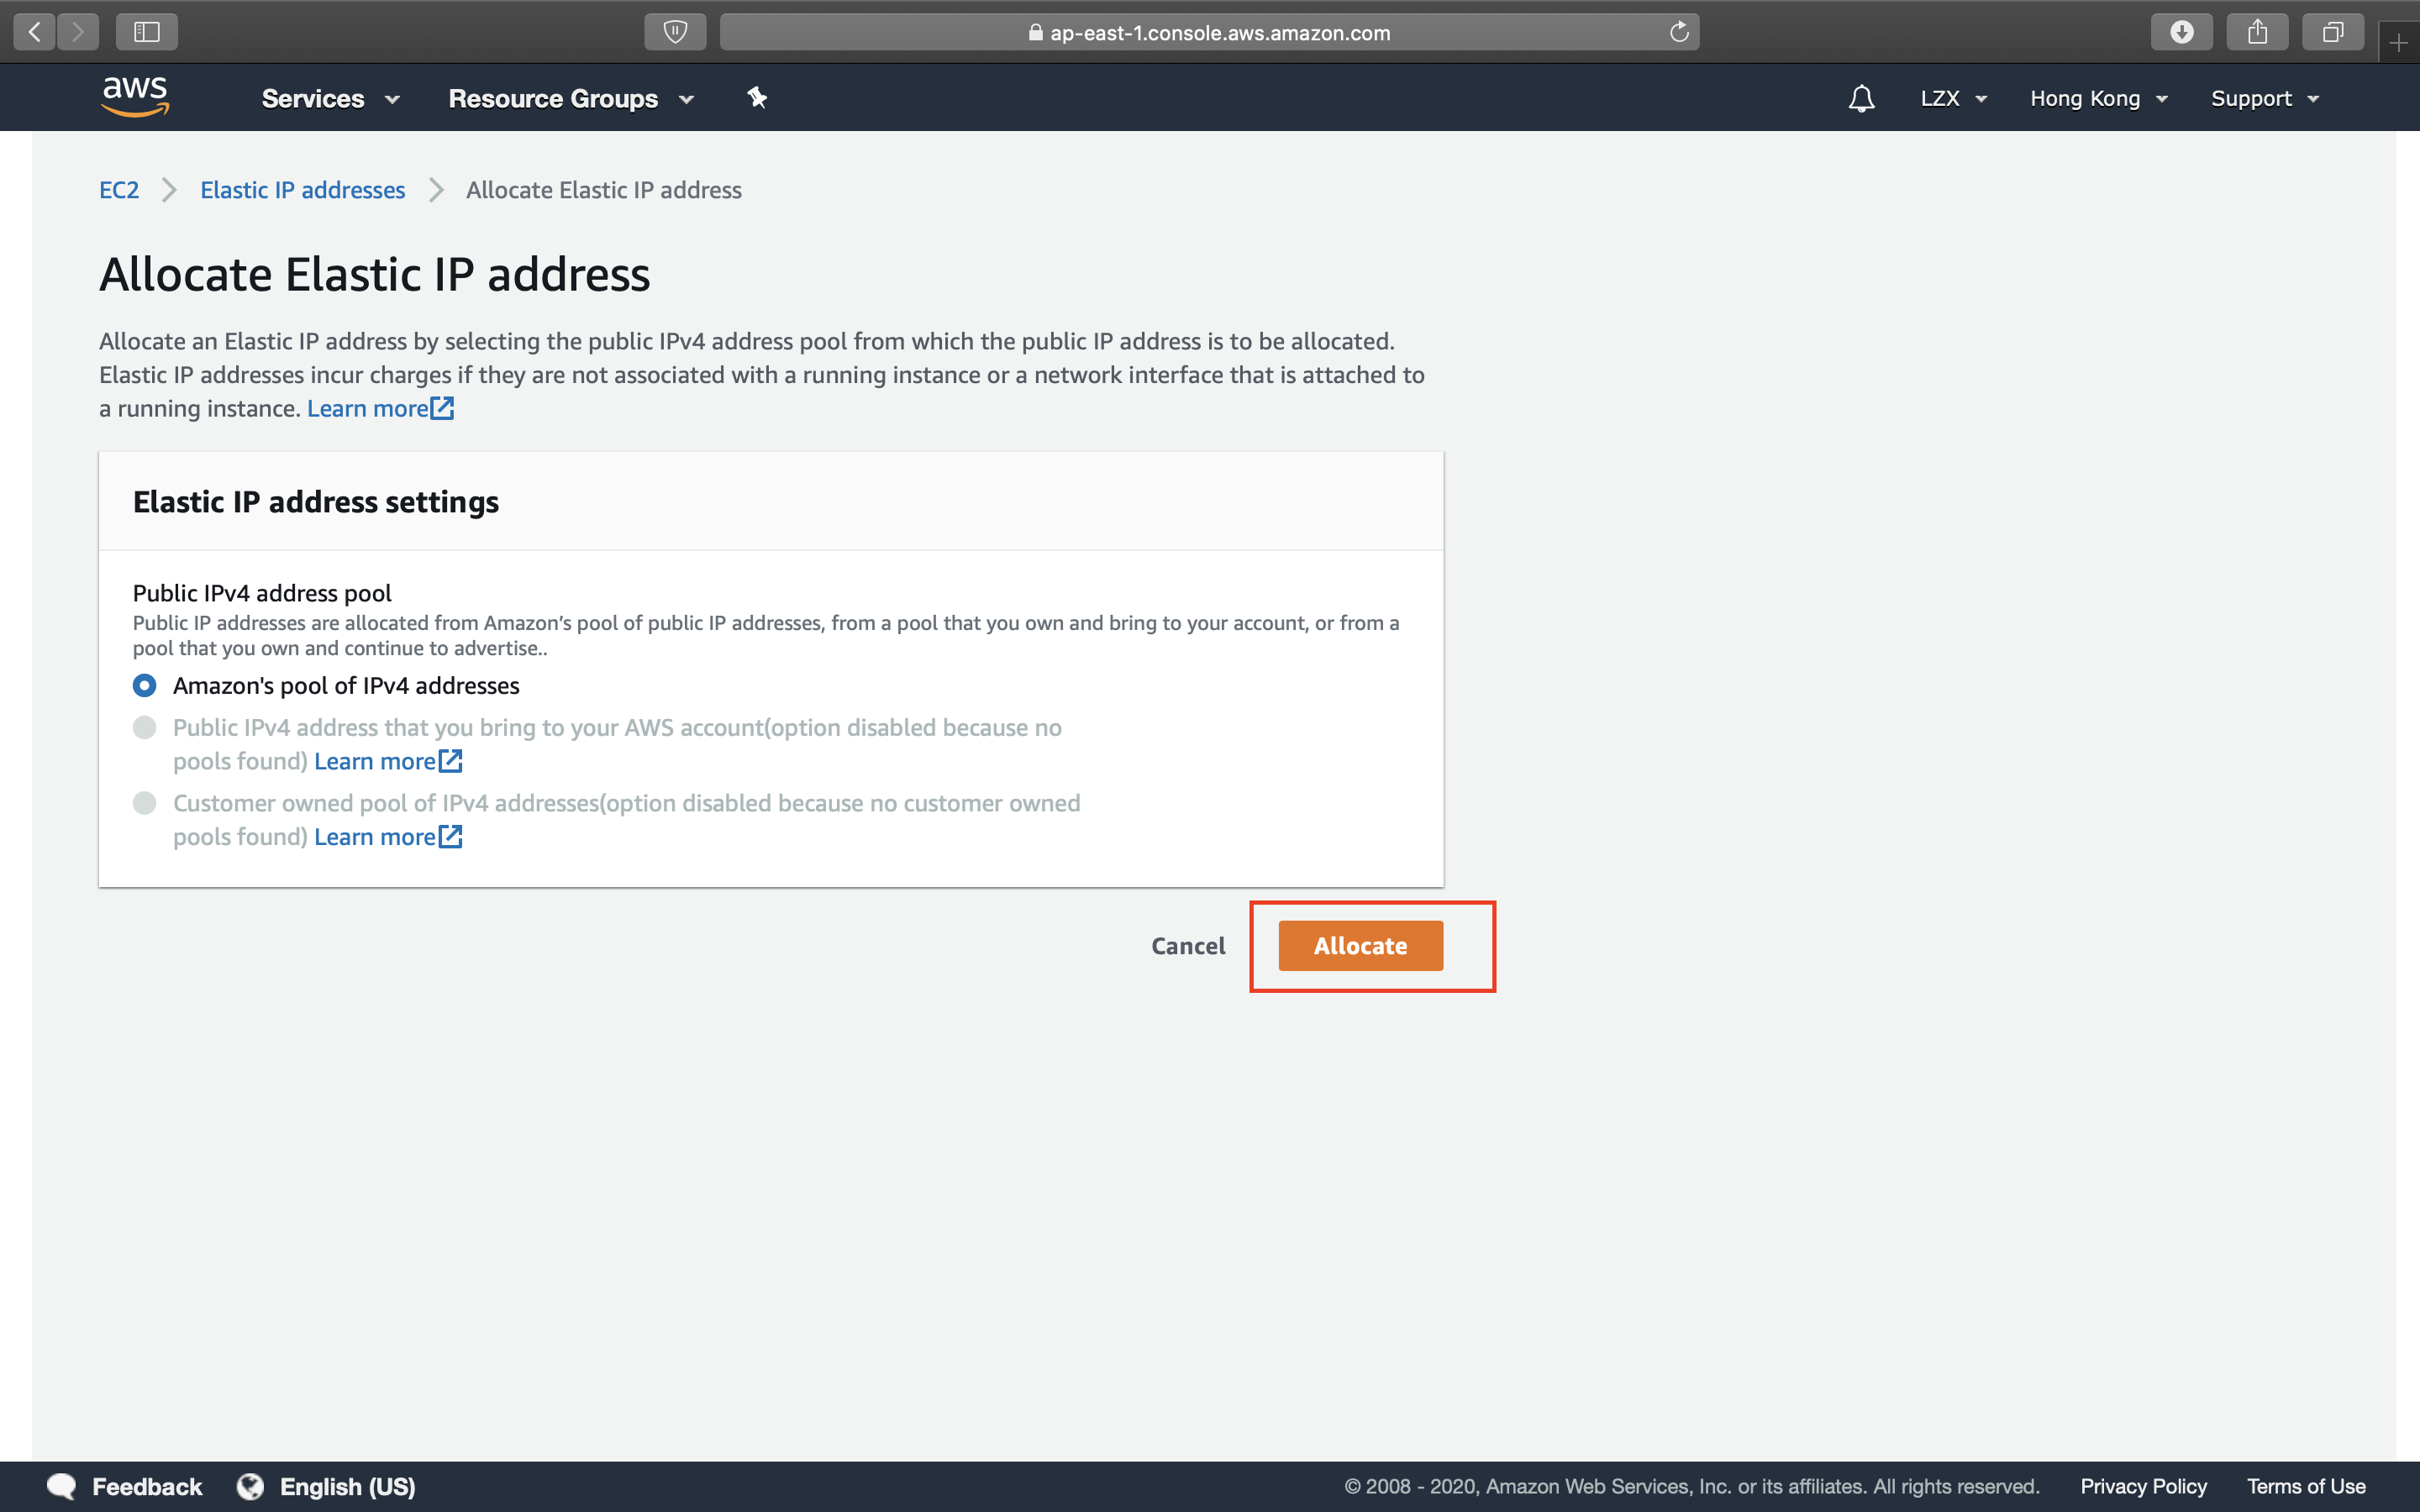 ap-east-1.console.aws.amazon.com
aws Services Resource Groups LZX Hong Kong Support
EC2 Elastic IP addresses Allocate Elastic IP address
Allocate Elastic IP address
Allocate an Elastic IP address by selecting the public IPv4 address pool from which the public IP address is to be allocated.
Elastic IP addresses incur charges if they are not associated with a running instance or a network interface that is attached to
a running instance. Learn more
Elastic IP address settings
Public IPv4 address pool
Public IP addresses are allocated from Amazon’s pool of public IP addresses, from a pool that you own and bring to your account, or from a
pool that you own and continue to advertise..
Amazon's pool of IPv4 addresses
Public IPv4 address that you bring to your AWS account(option disabled because no
pools found) Learn more
Customer owned pool of IPv4 addresses(option disabled because no customer owned
pools found) Learn more
Cancel Allocate
Feedback English (US) © 2008 - 2020, Amazon Web Services, Inc. or its affiliates. All rights reserved. Privacy Policy Terms of Use